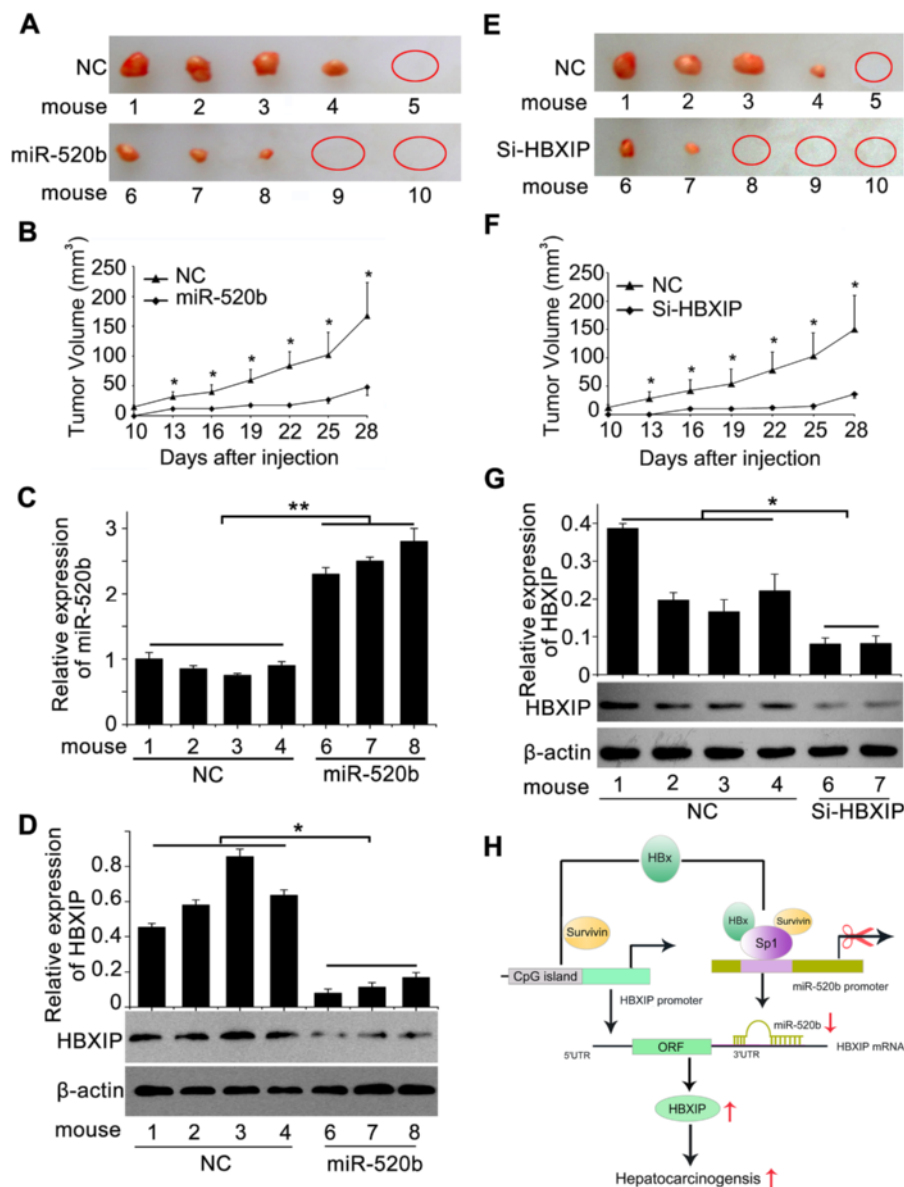 A
NC
mouse 1 2 3 4 5
miR-520b
mouse 6 7 8 9 10
B
Tumor Volume (mm³)
250
200
150
100
50
0
NC
miR-520b
* * * * * *
10 13 16 19 22 25 28
Days after injection
C
Relative expression of miR-520b
3
2
1
0
**
mouse 1 2 3 4 6 7 8
NC miR-520b
D
Relative expression of HBXIP
1
0.8
0.6
0.4
0.2
0
*
HBXIP
β-actin
mouse 1 2 3 4 6 7 8
NC miR-520b
E
NC
mouse 1 2 3 4 5
Si-HBXIP
mouse 6 7 8 9 10
F
Tumor Volume (mm³)
250
200
150
100
50
0
NC
Si-HBXIP
* * * * * *
10 13 16 19 22 25 28
Days after injection
G
Relative expression of HBXIP
0.4
0.3
0.2
0.1
0
*
HBXIP
β-actin
mouse 1 2 3 4 6 7
NC Si-HBXIP
H
HBx
Survivin
HBx Survivin
Sp1
CpG island
HBXIP promoter
miR-520b promoter
miR-520b
5'UTR ORF 3'UTR HBXIP mRNA
HBXIP
Hepatocarcinogensis